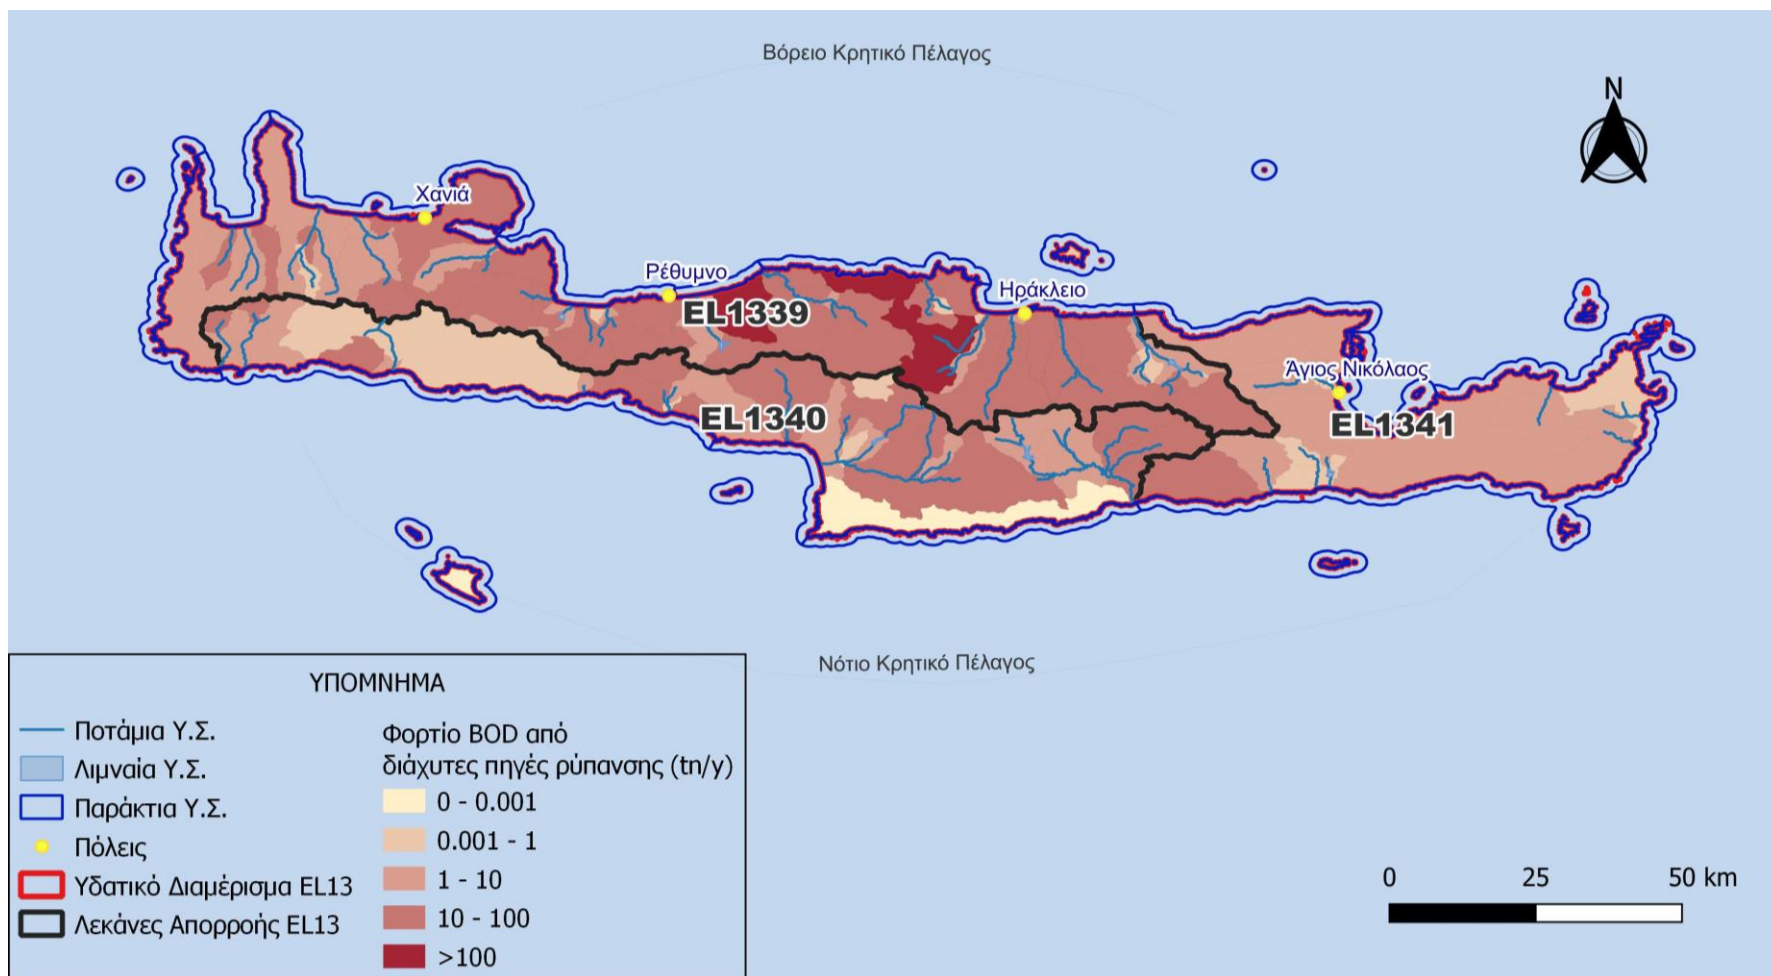 Βόρειο Κρητικό Πέλαγος
N
Χανιά
Ρέθυμνο
Ηράκλειο
EL1339
Άγιος Νικόλαος
EL1340
EL1341
Νότιο Κρητικό Πέλαγος
ΥΠΟΜΝΗΜΑ
Ποτάμια Υ.Σ.
Λιμναία Υ.Σ.
Παράκτια Υ.Σ.
Πόλεις
Υδατικό Διαμέρισμα EL13
Λεκάνες Απορροής EL13
Φορτίο BOD από
διάχυτες πηγές ρύπανσης (tn/y)
0 - 0.001
0.001 - 1
1 - 10
10 - 100
>100
0 25 50 km